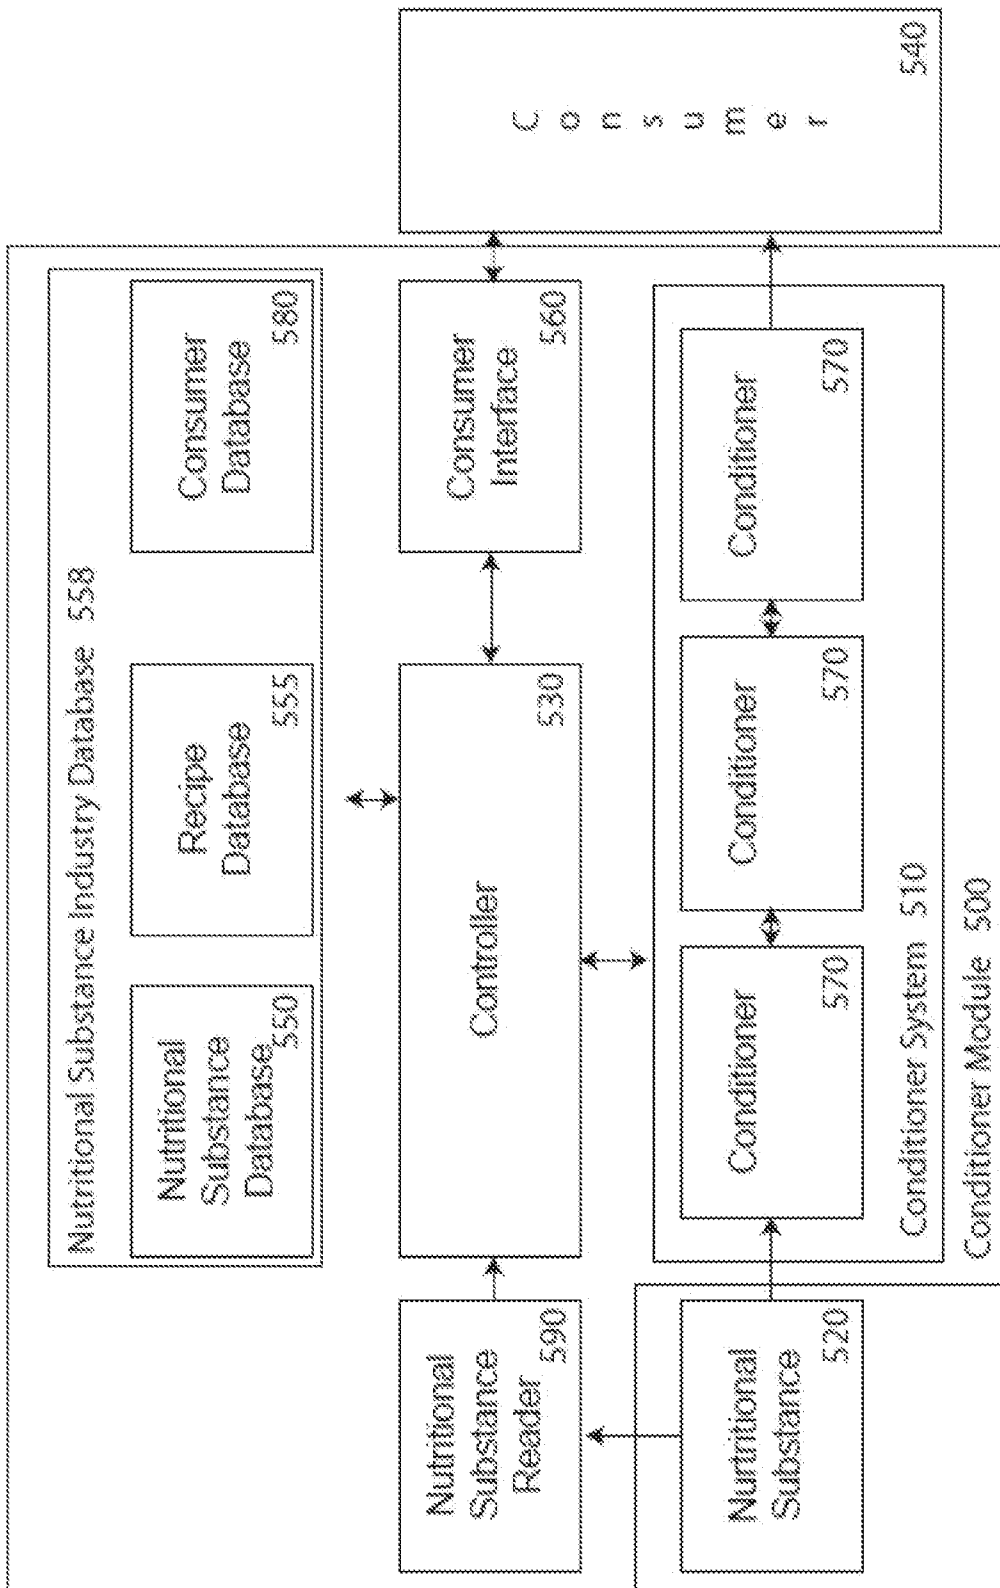 Nutritional Substance Industry Database 558
Nutritional
Substance
Database
550
Recipe
Database
555
Consumer
Database
580
Nutritional
Substance
Reader
590
Controller
530
Consumer
Interface
560
Consumer
540
Nurtritional
Substance
520
Conditioner
570
Conditioner
570
Conditioner
570
Conditioner System 510
Conditioner Module 500